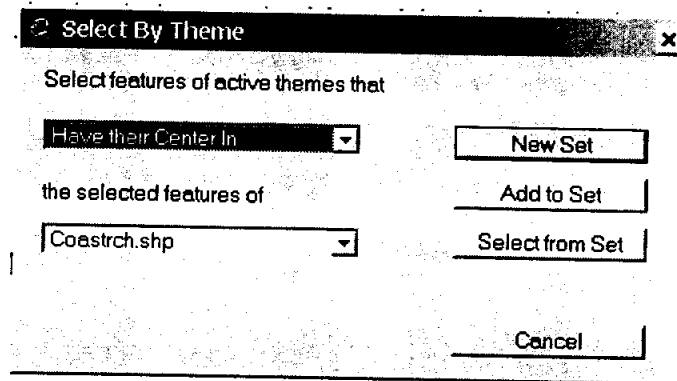 Select By Theme
Select features of active themes that
Have their Center In
New Set
the selected features of
Add to Set
Coastrch.shp
Select from Set
Cancel